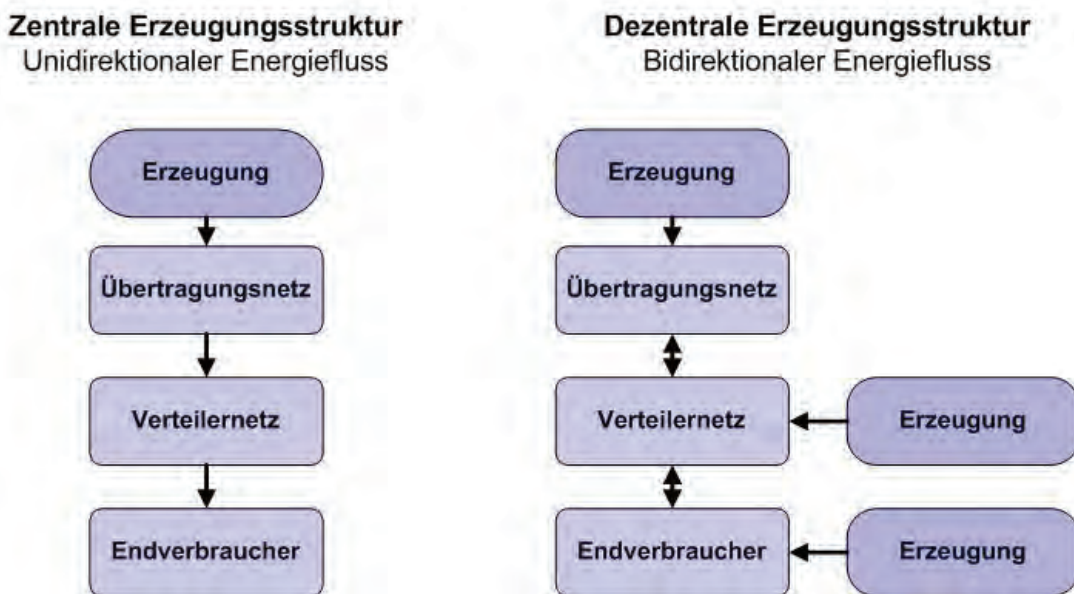 Zentrale Erzeugungsstruktur
Unidirektionaler Energiefluss
Erzeugung
Übertragungsnetz
Verteilernetz
Endverbraucher
Dezentrale Erzeugungsstruktur
Bidirektionaler Energiefluss
Erzeugung
Übertragungsnetz
Verteilernetz
Erzeugung
Endverbraucher
Erzeugung